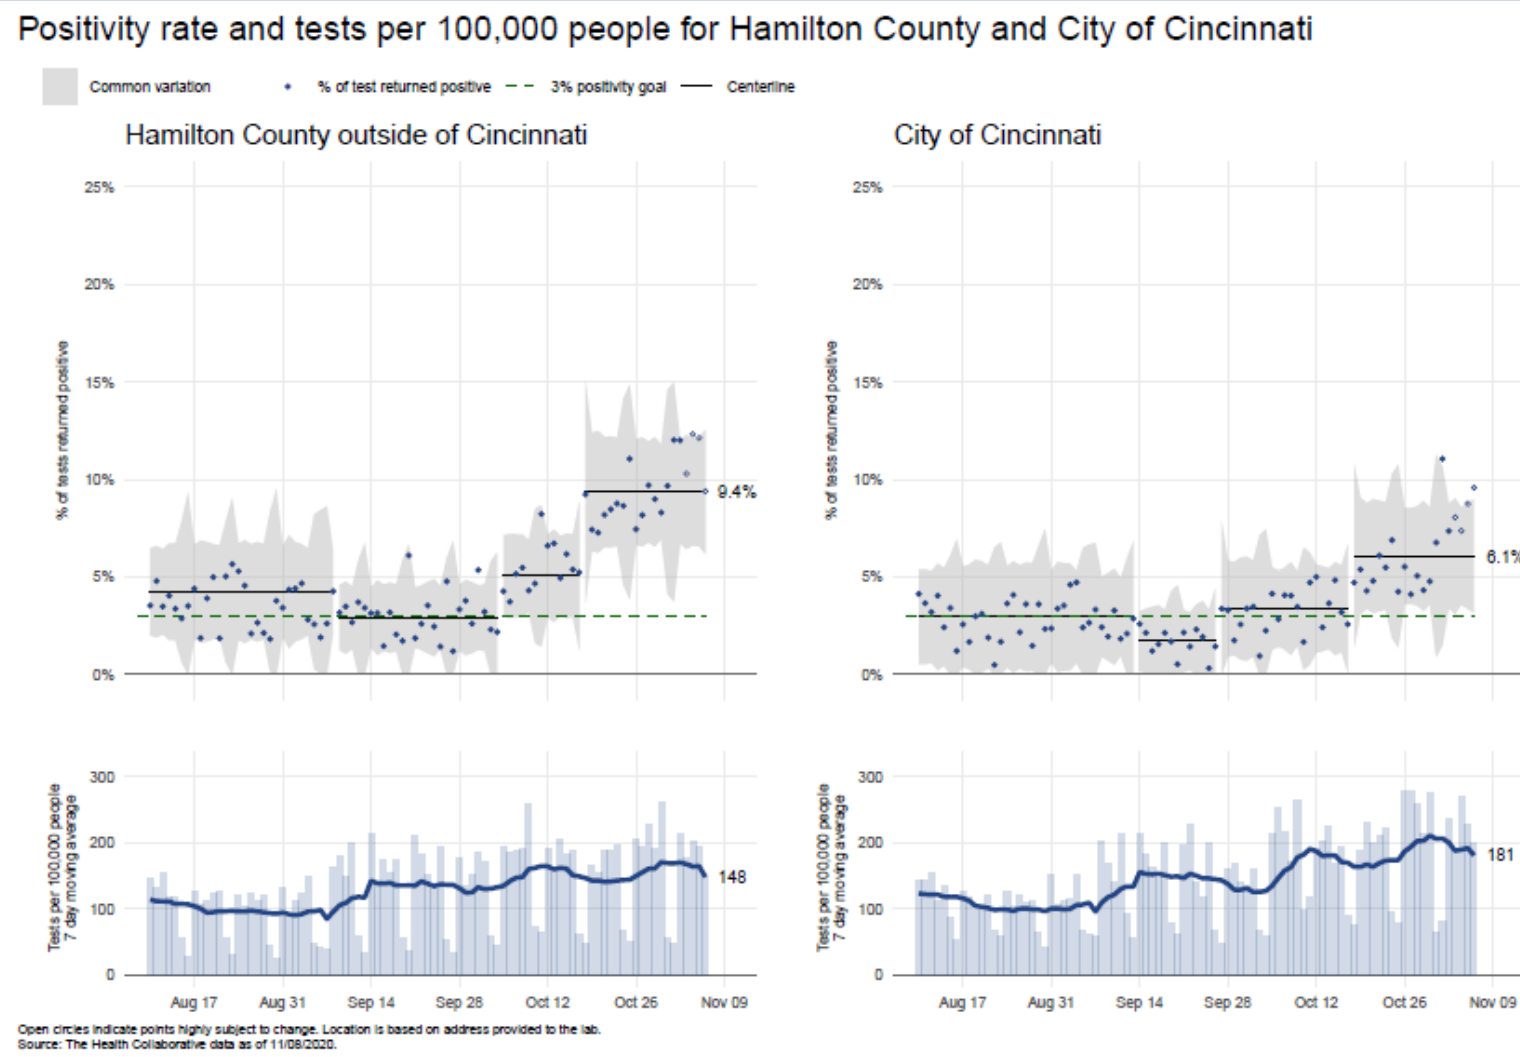 Positivity rate and tests per 100,000 people for Hamilton County and City of Cincinnati
Common variation
% of test returned positive
3% positivity goal
Centerline
Hamilton County outside of Cincinnati
% of tests returned positive
25%
20%
15%
10%
5%
0%
9.4%
Tests per 100,000 people
7 day moving average
300
200
100
0
148
Aug 17
Aug 31
Sep 14
Sep 28
Oct 12
Oct 26
Nov 09
City of Cincinnati
% of tests returned positive
25%
20%
15%
10%
5%
0%
6.1%
Tests per 100,000 people
7 day moving average
300
200
100
0
181
Aug 17
Aug 31
Sep 14
Sep 28
Oct 12
Oct 26
Nov 09
Open circles indicate points highly subject to change. Location is based on address provided to the lab.
Source: The Health Collaborative data as of 11/08/2020.